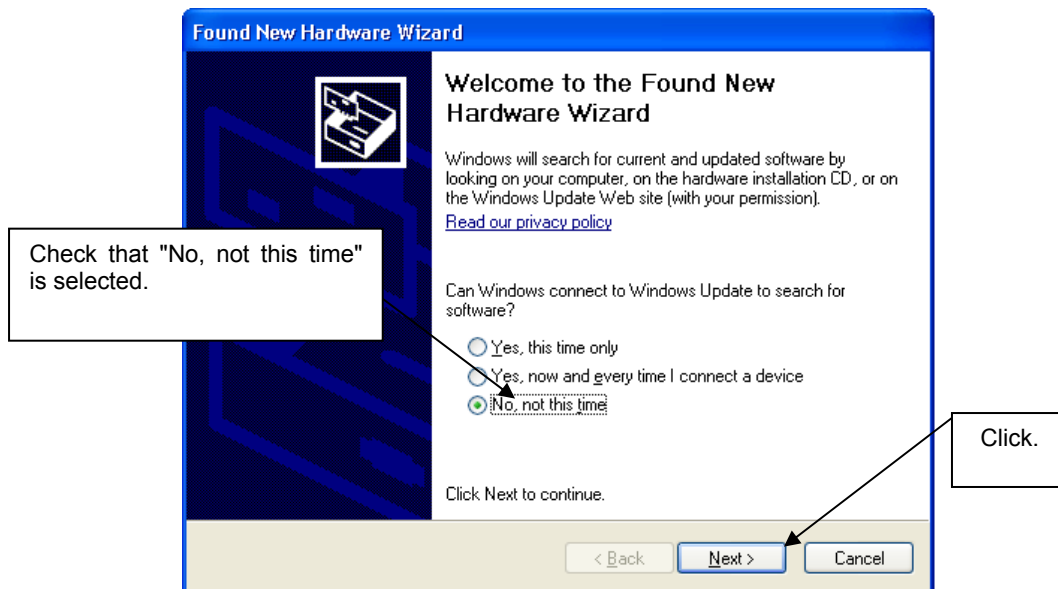 Found New Hardware Wizard
Welcome to the Found New
Hardware Wizard
Windows will search for current and updated software by
looking on your computer, on the hardware installation CD, or on
the Windows Update Web site (with your permission).
Read our privacy policy
Check that "No, not this time"
is selected.
Can Windows connect to Windows Update to search for
software?
Yes, this time only
Yes, now and every time I connect a device
No, not this time
Click.
Click Next to continue.
< Back
Next >
Cancel